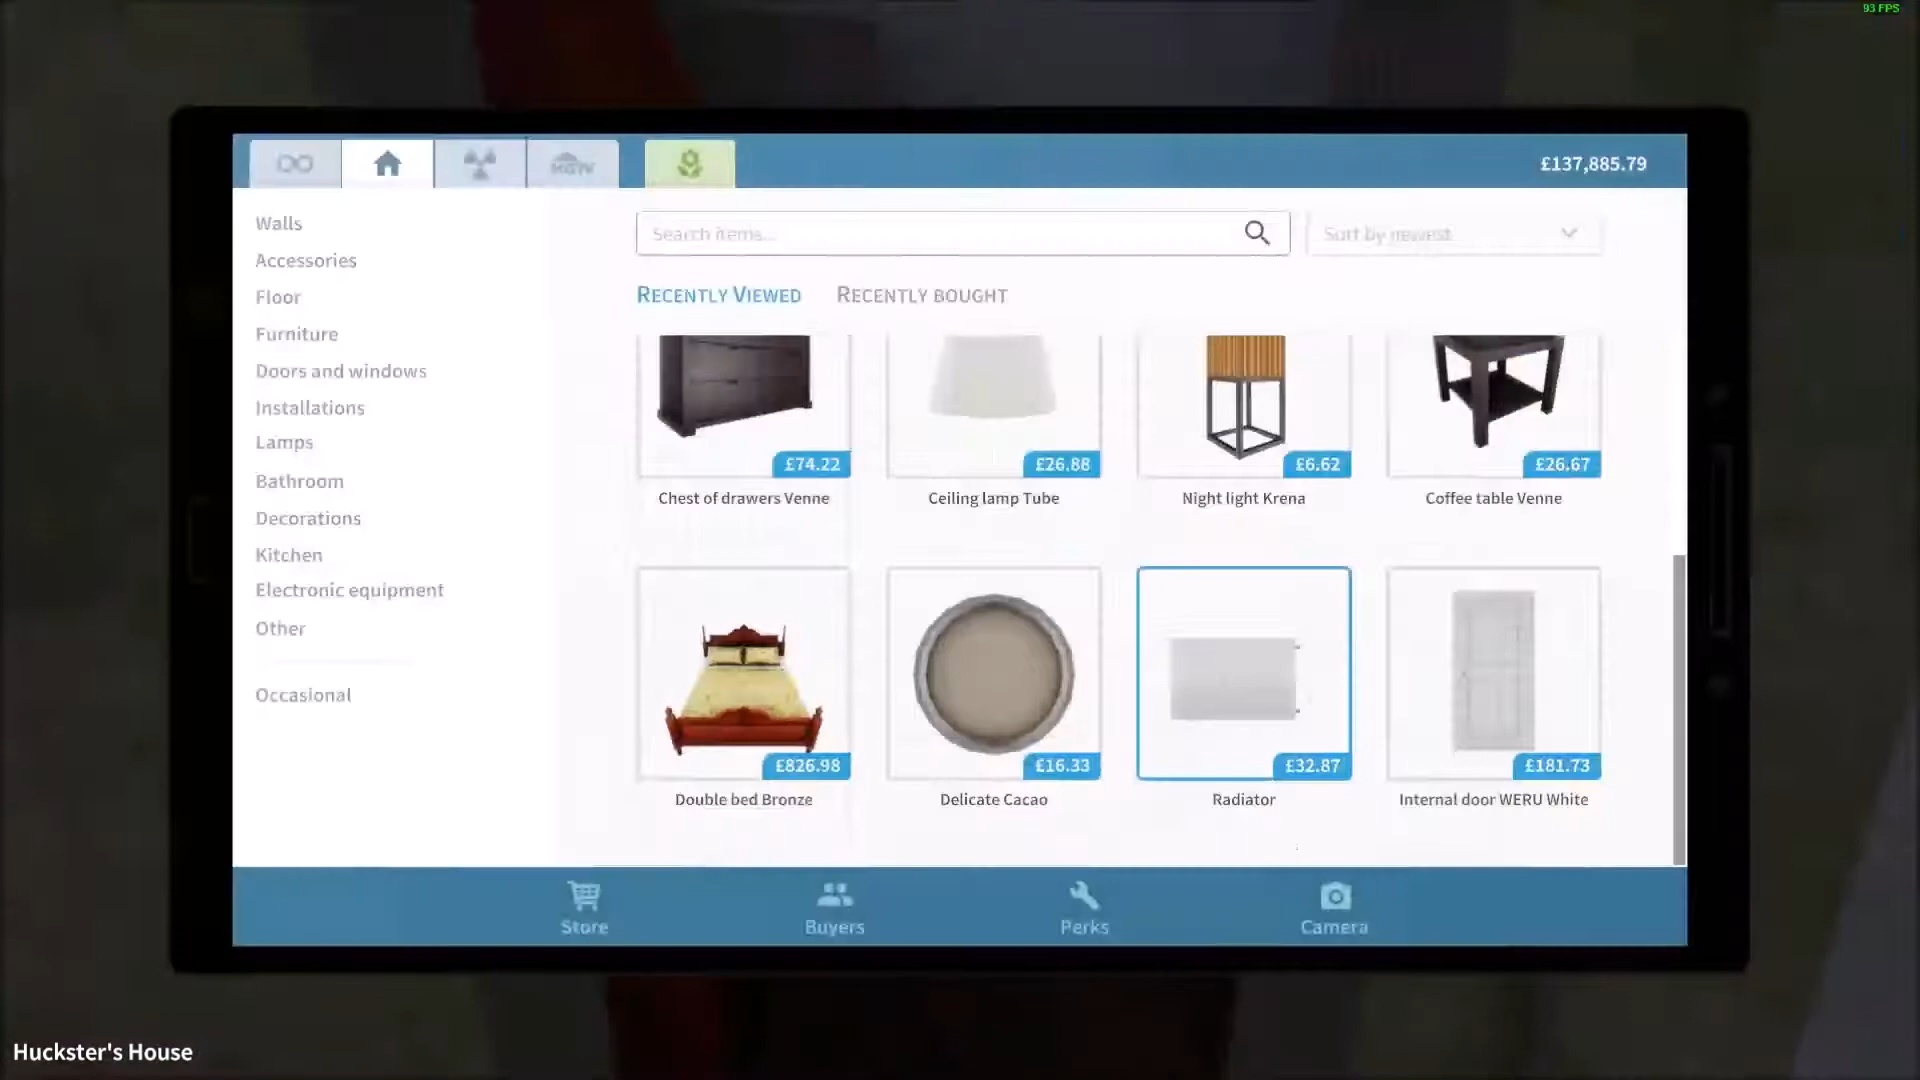 93 FPS
£137,885.79
Walls
Accessories
Floor
Furniture
Doors and windows
Installations
Lamps
Bathroom
Decorations
Kitchen
Electronic equipment
Other
Occasional
Search items...
Sort by newest
RECENTLY VIEWED
RECENTLY BOUGHT
£74.22
£26.88
£6.62
£26.67
Chest of drawers Venne
Ceiling lamp Tube
Night light Krena
Coffee table Venne
£826.98
£16.33
£32.87
£181.73
Double bed Bronze
Delicate Cacao
Radiator
Internal door WERU White
Store
Buyers
Perks
Camera
Huckster's House